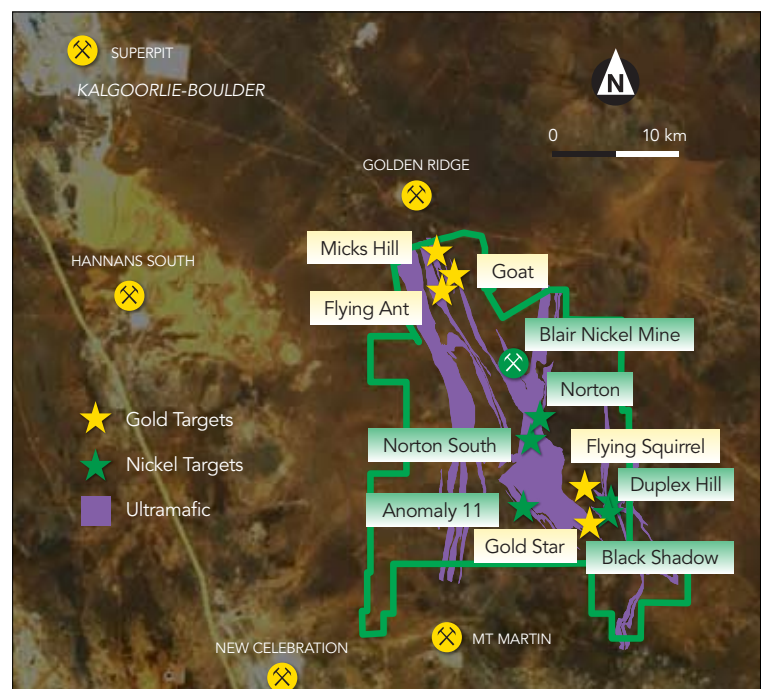 SUPERPIT
KALGOORLIE-BOULDER
N
0 10 km
GOLDEN RIDGE
Micks Hill
HANNANS SOUTH
Goat
Flying Ant
Blair Nickel Mine
Norton
Gold Targets
Norton South
Flying Squirrel
Nickel Targets
Duplex Hill
Anomaly 11
Ultramafic
Gold Star
Black Shadow
MT MARTIN
NEW CELEBRATION